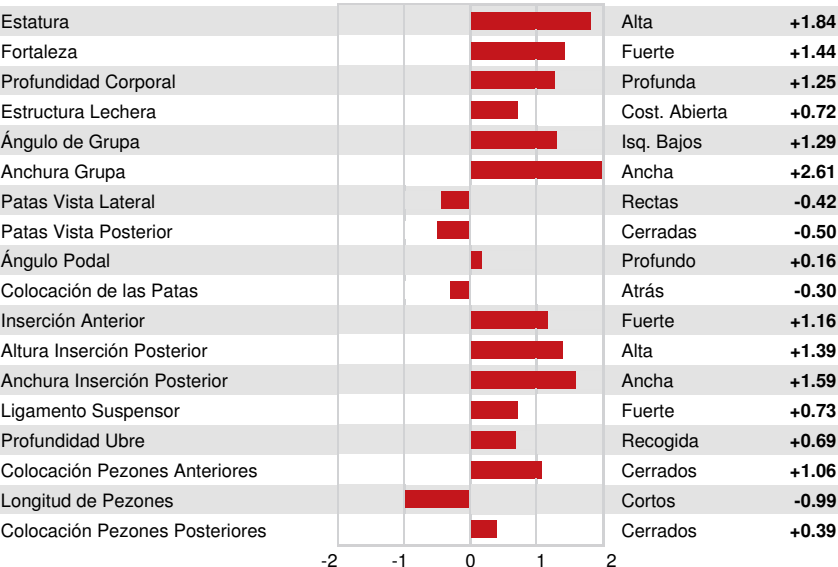 Estatura Alta +1.84
Fortaleza Fuerte +1.44
Profundidad Corporal Profunda +1.25
Estructura Lechera Cost. Abierta +0.72
Ángulo de Grupa Isq. Bajos +1.29
Anchura Grupa Ancha +2.61
Patas Vista Lateral Rectas -0.42
Patas Vista Posterior Cerradas -0.50
Ángulo Podal Profundo +0.16
Colocación de las Patas Atrás -0.30
Inserción Anterior Fuerte +1.16
Altura Inserción Posterior Alta +1.39
Anchura Inserción Posterior Ancha +1.59
Ligamento Suspensor Fuerte +0.73
Profundidad Ubre Recogida +0.69
Colocación Pezones Anteriores Cerrados +1.06
Longitud de Pezones Cortos -0.99
Colocación Pezones Posteriores Cerrados +0.39
-2 -1 0 1 2